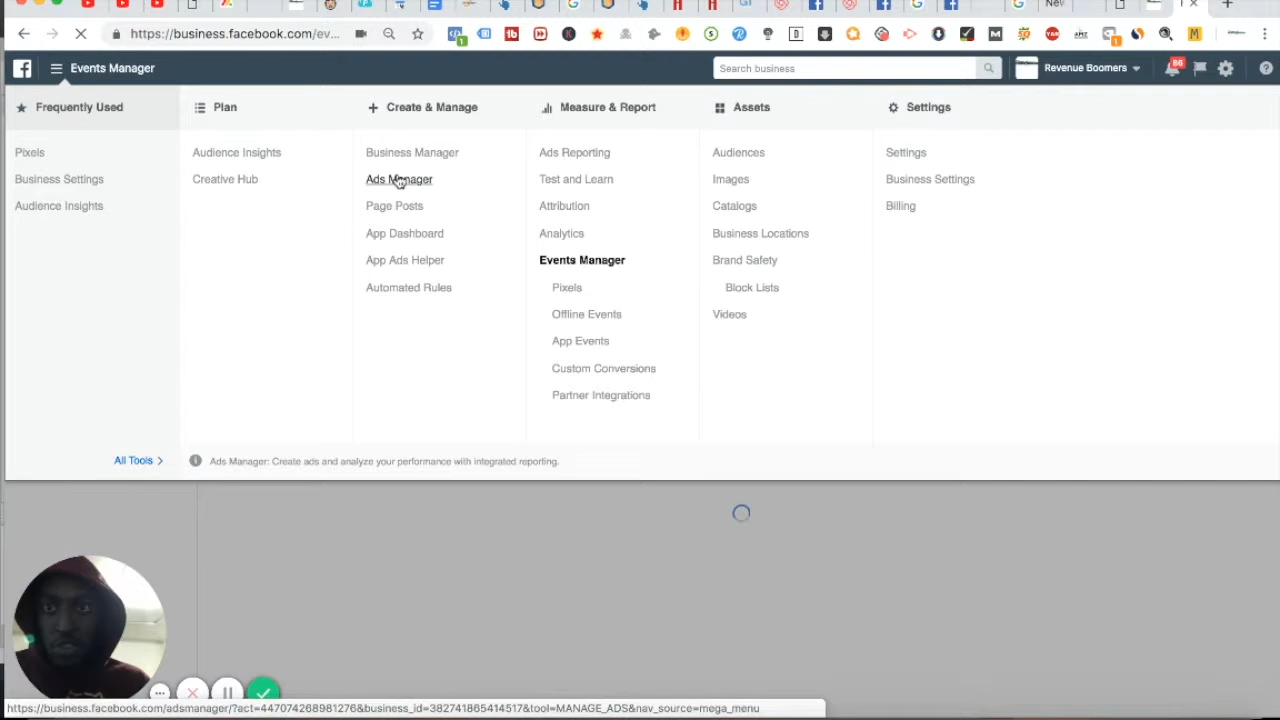 https://business.facebook.com/ev...
Events Manager
Search business
Revenue Boomers
86
Frequently Used
Pixels
Business Settings
Audience Insights
All Tools
Plan
Audience Insights
Creative Hub
Create & Manage
Business Manager
Ads Manager
Page Posts
App Dashboard
App Ads Helper
Automated Rules
Measure & Report
Ads Reporting
Test and Learn
Attribution
Analytics
Events Manager
Pixels
Offline Events
App Events
Custom Conversions
Partner Integrations
Assets
Audiences
Images
Catalogs
Business Locations
Brand Safety
Block Lists
Videos
Settings
Settings
Business Settings
Billing
Ads Manager: Create ads and analyze your performance with integrated reporting.
https://business.facebook.com/adsmanager/?act=447074268981276&business_id=382741865414517&tool=MANAGE_ADS&nav_source=mega_menu